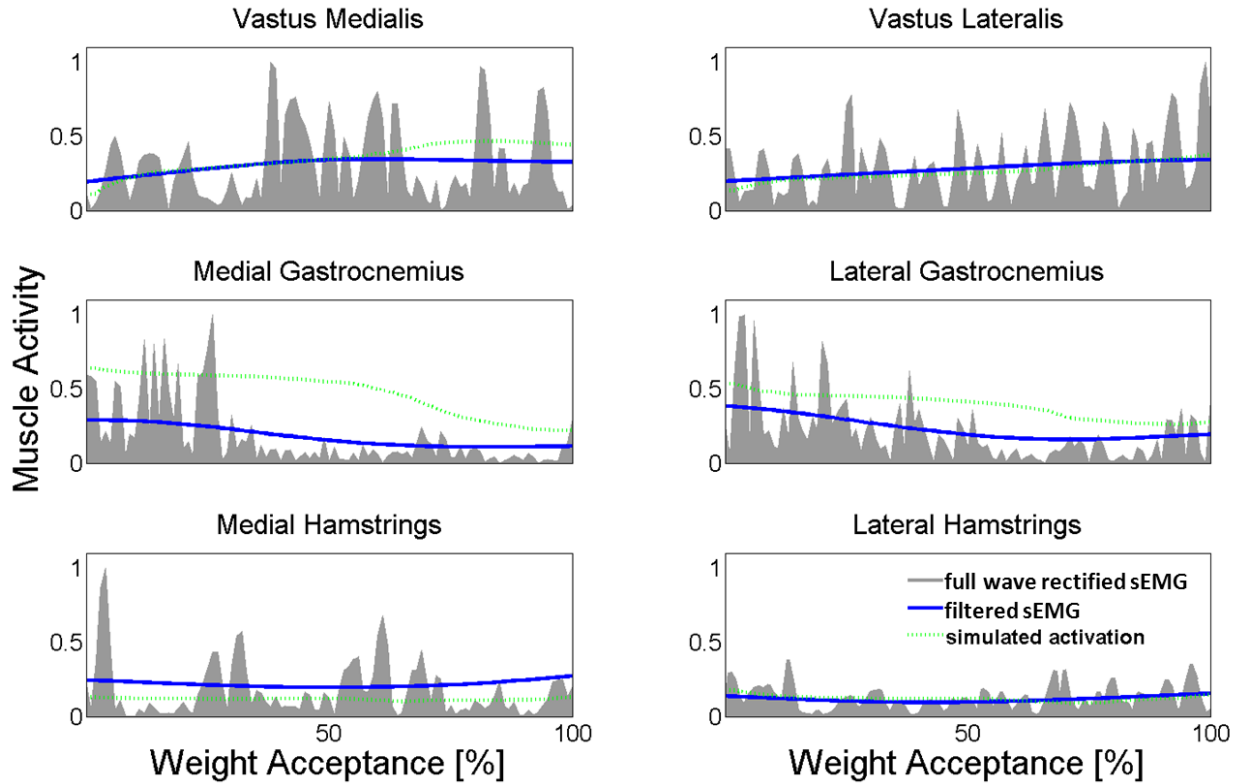 Vastus Medialis
Vastus Lateralis
1
0.5
0
1
0.5
0
Medial Gastrocnemius
Lateral Gastrocnemius
1
0.5
0
1
0.5
0
Muscle Activity
Medial Hamstrings
Lateral Hamstrings
1
0.5
0
1
0.5
0
full wave rectified sEMG
filtered sEMG
simulated activation
50
100
50
100
Weight Acceptance [%]
Weight Acceptance [%]